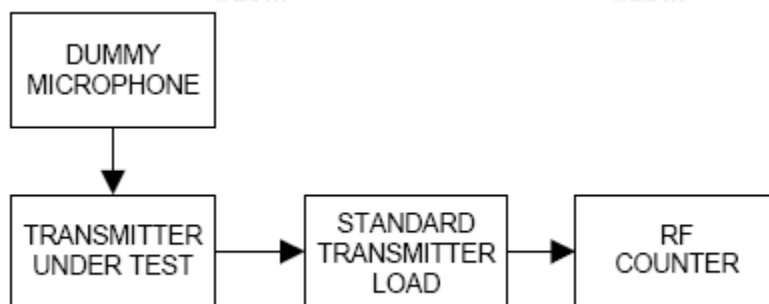 DUMMY
MICROPHONE
TRANSMITTER
UNDER TEST
STANDARD
TRANSMITTER
LOAD
RF
COUNTER